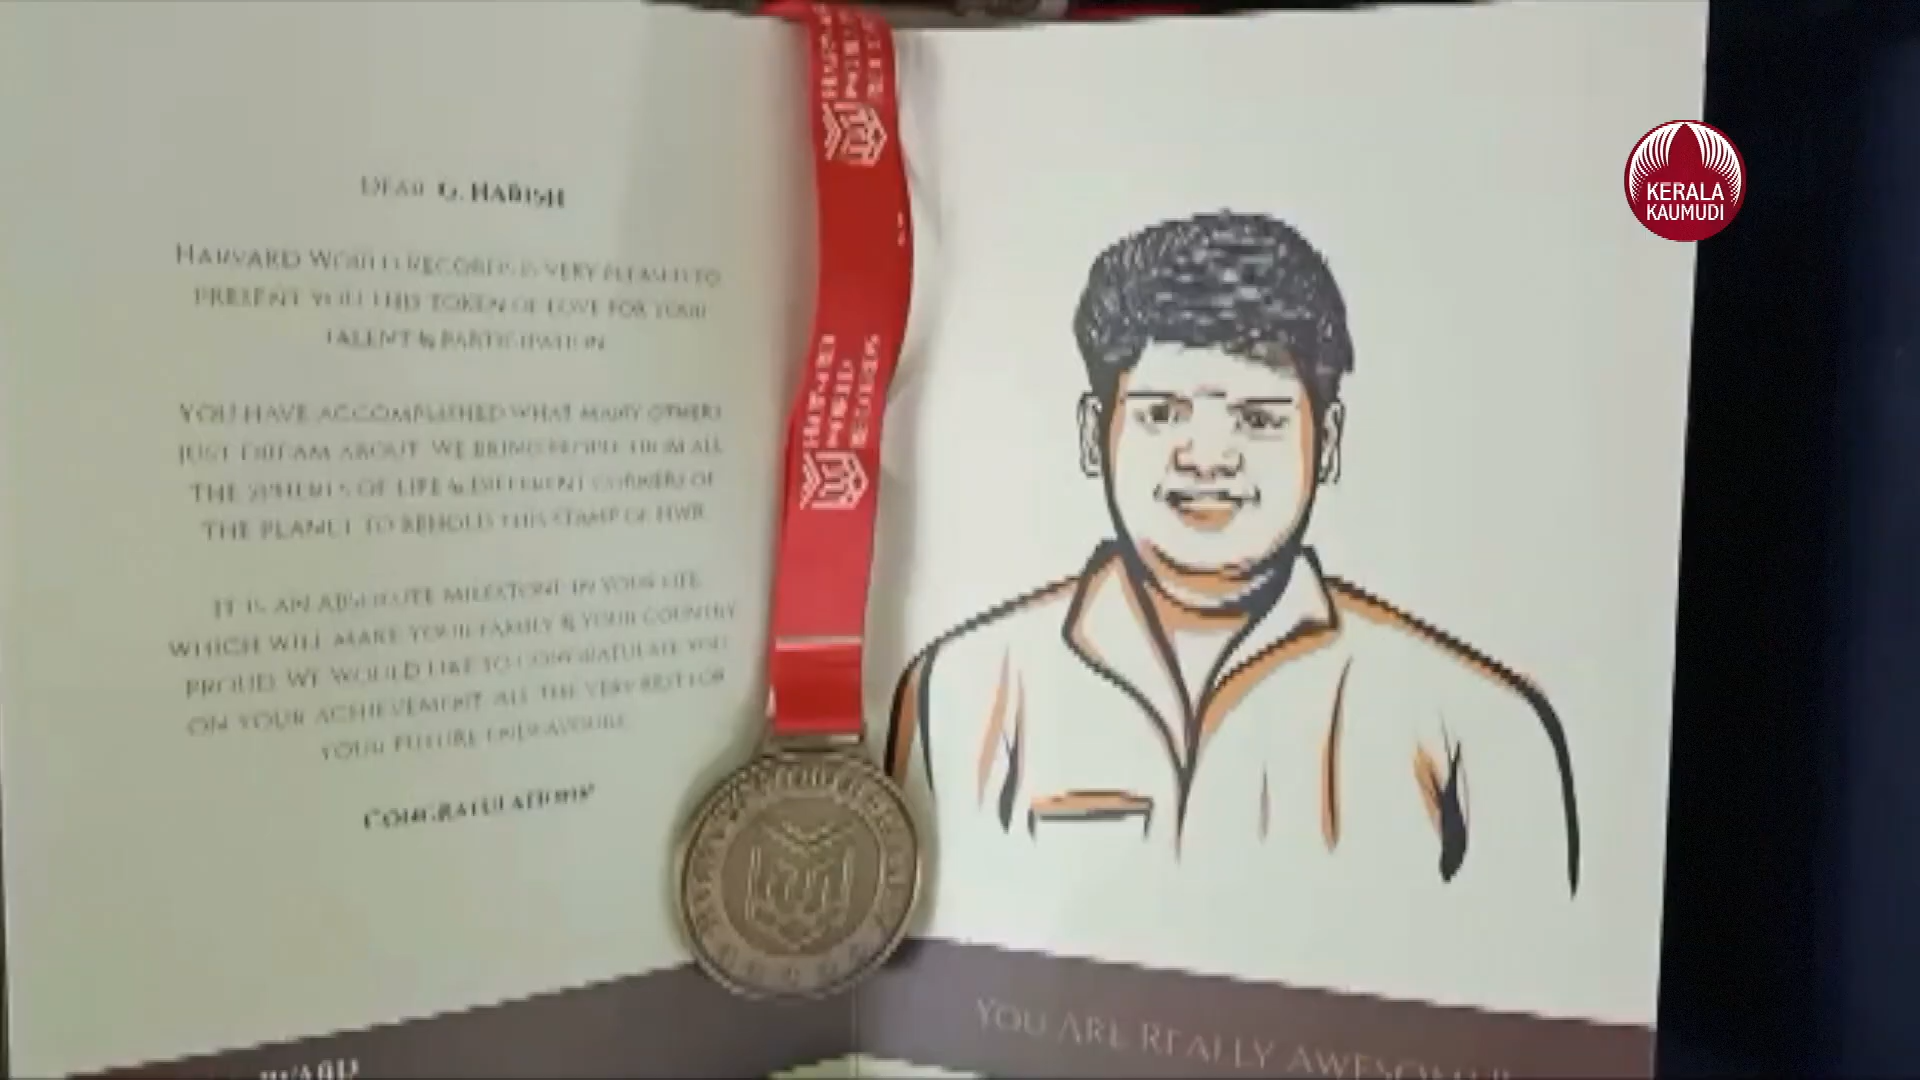 DEAR G. HARISH
HARVARD WORLD RECORDS IS VERY PLEASED TO
PRESENT YOU THIS TOKEN OF LOVE FOR YOUR
TALENT & PARTICIPATION
YOU HAVE ACCOMPLISHED WHAT MANY OTHERS
JUST DREAM ABOUT. WE BRING PEOPLE FROM ALL
THE SPHERES OF LIFE & DIFFERENT CORNERS OF
THE PLANET TO BEHOLD THIS STAMP OF HWR
IT IS AN ABSOLUTE MILESTONE IN YOUR LIFE
WHICH WILL MAKE YOUR FAMILY & YOUR COUNTRY
PROUD. WE WOULD LIKE TO CONGRATULATE YOU
ON YOUR ACHIEVEMENT. ALL THE VERY BEST FOR
YOUR FUTURE ENDEAVOURS.
CONGRATULATIONS!
YOU ARE REALLY AWESOME!!
KERALA
KAUMUDI